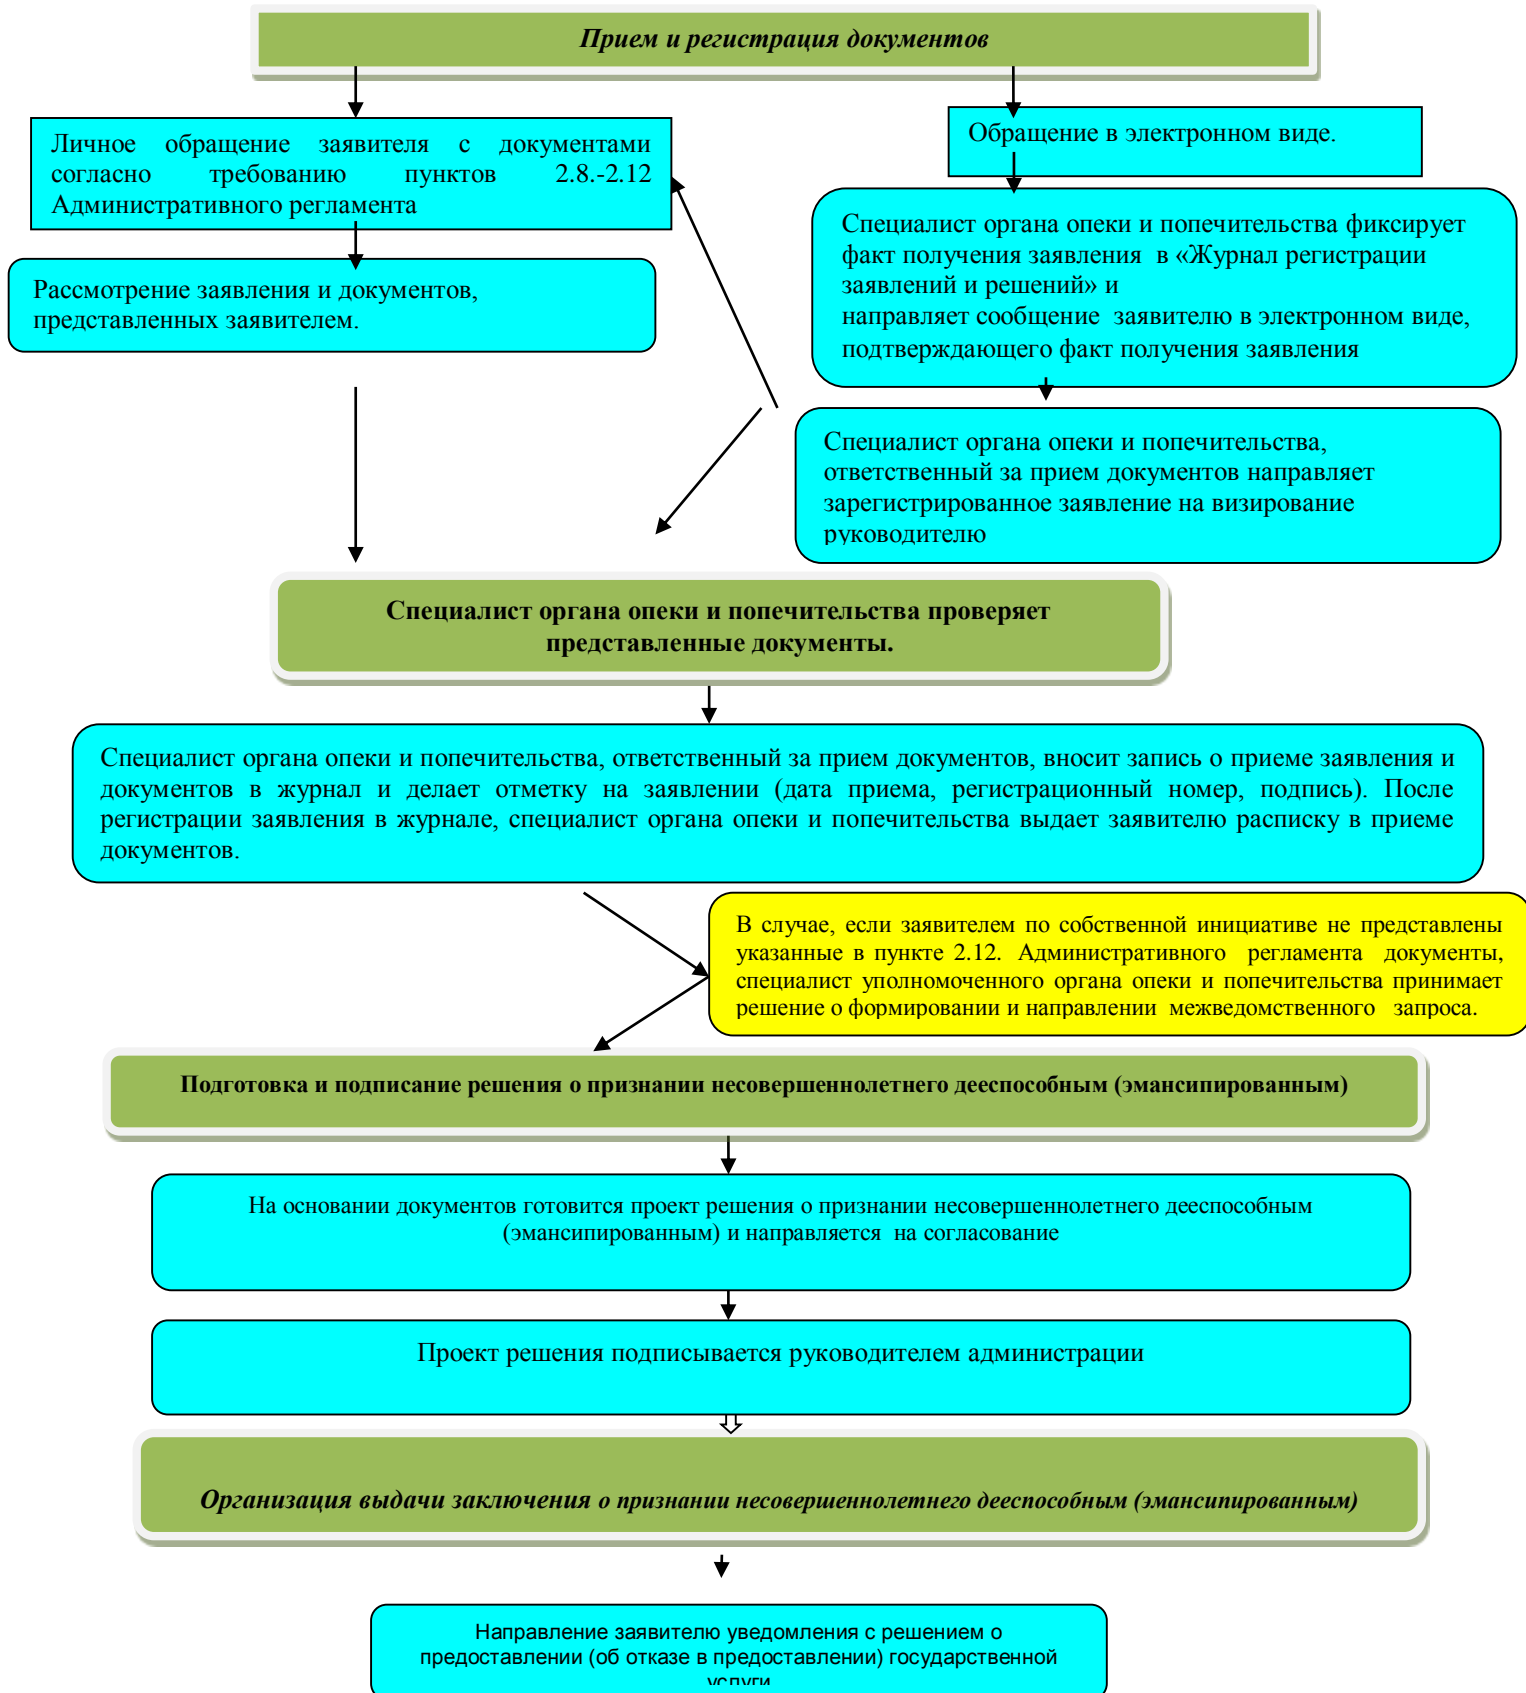 Прием и регистрация документов
Личное обращение заявителя с документами
согласно требованию пунктов 2.8.-2.12
Административного регламента
Обращение в электронном виде.
Рассмотрение заявления и документов,
представленных заявителем.
Специалист органа опеки и попечительства фиксирует
факт получения заявления в «Журнал регистрации
заявлений и решений» и
направляет сообщение заявителю в электронном виде,
подтверждающего факт получения заявления
Специалист органа опеки и попечительства,
ответственный за прием документов направляет
зарегистрированное заявление на визирование
руководителю
Специалист органа опеки и попечительства проверяет
представленные документы.
Специалист органа опеки и попечительства, ответственный за прием документов, вносит запись о приеме заявления и
документов в журнал и делает отметку на заявлении (дата приема, регистрационный номер, подпись). После
регистрации заявления в журнале, специалист органа опеки и попечительства выдает заявителю расписку в приеме
документов.
В случае, если заявителем по собственной инициативе не представлены
указанные в пункте 2.12. Административного регламента документы,
специалист уполномоченного органа опеки и попечительства принимает
решение о формировании и направлении межведомственного запроса.
Подготовка и подписание решения о признании несовершеннолетнего дееспособным (эмансипированным)
На основании документов готовится проект решения о признании несовершеннолетнего дееспособным
(эмансипированным) и направляется на согласование
Проект решения подписывается руководителем администрации
Организация выдачи заключения о признании несовершеннолетнего дееспособным (эмансипированным)
Направление заявителю уведомления с решением о
предоставлении (об отказе в предоставлении) государственной
услуги